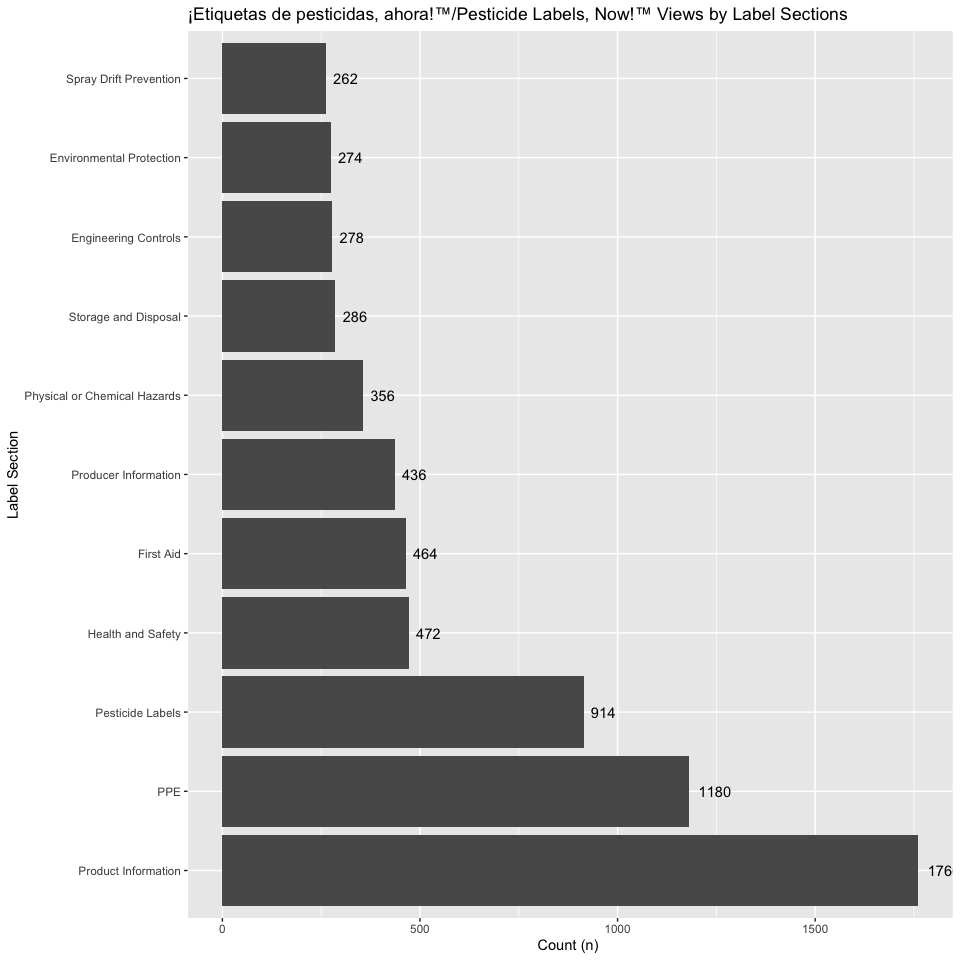 ¡Etiquetas de pesticidas, ahora!™/Pesticide Labels, Now!™ Views by Label Sections
Spray Drift Prevention 262
Environmental Protection 274
Engineering Controls 278
Storage and Disposal 286
Physical or Chemical Hazards 356
Producer Information 436
First Aid 464
Health and Safety 472
Pesticide Labels 914
PPE 1180
Product Information
Label Section
0 500 1000 1500
Count (n)